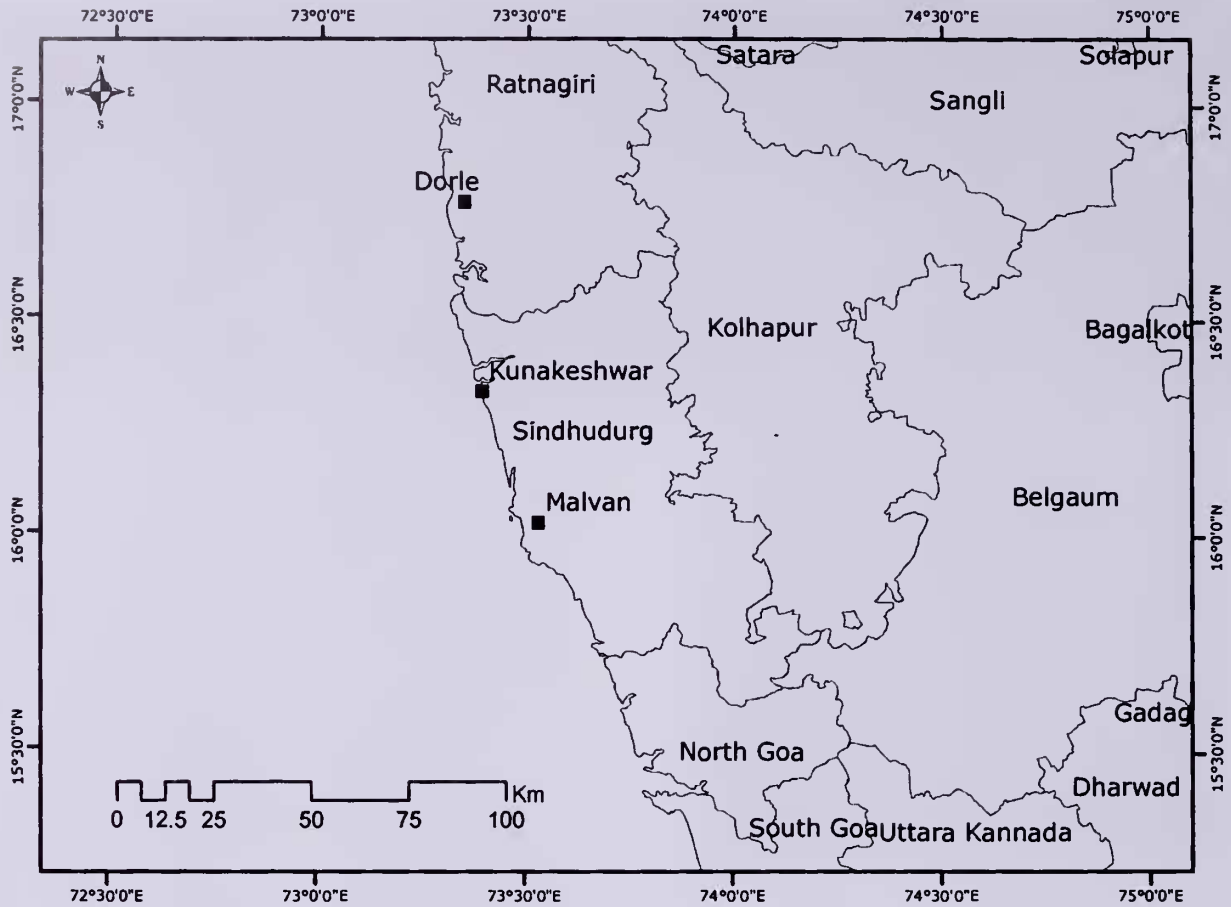 72°30'0"E 73°0'0"E 73°30'0"E 74°0'0"E 74°30'0"E 75°0'0"E
N
W E
S
Satara
Solapur
Ratnagiri
Sangli
17°0'0"N
17°0'0"N
Dorle
16°30'0"N
16°30'0"N
Kolhapur
Bagalkot
Kunakeshwar
Sindhudurg
Malvan
Belgaum
16°0'0"N
16°0'0"N
Gadag
15°30'0"N
15°30'0"N
North Goa
Dharwad
Km
0 12.5 25 50 75 100
South Goa
Uttara Kannada
72°30'0"E 73°0'0"E 73°30'0"E 74°0'0"E 74°30'0"E 75°0'0"E